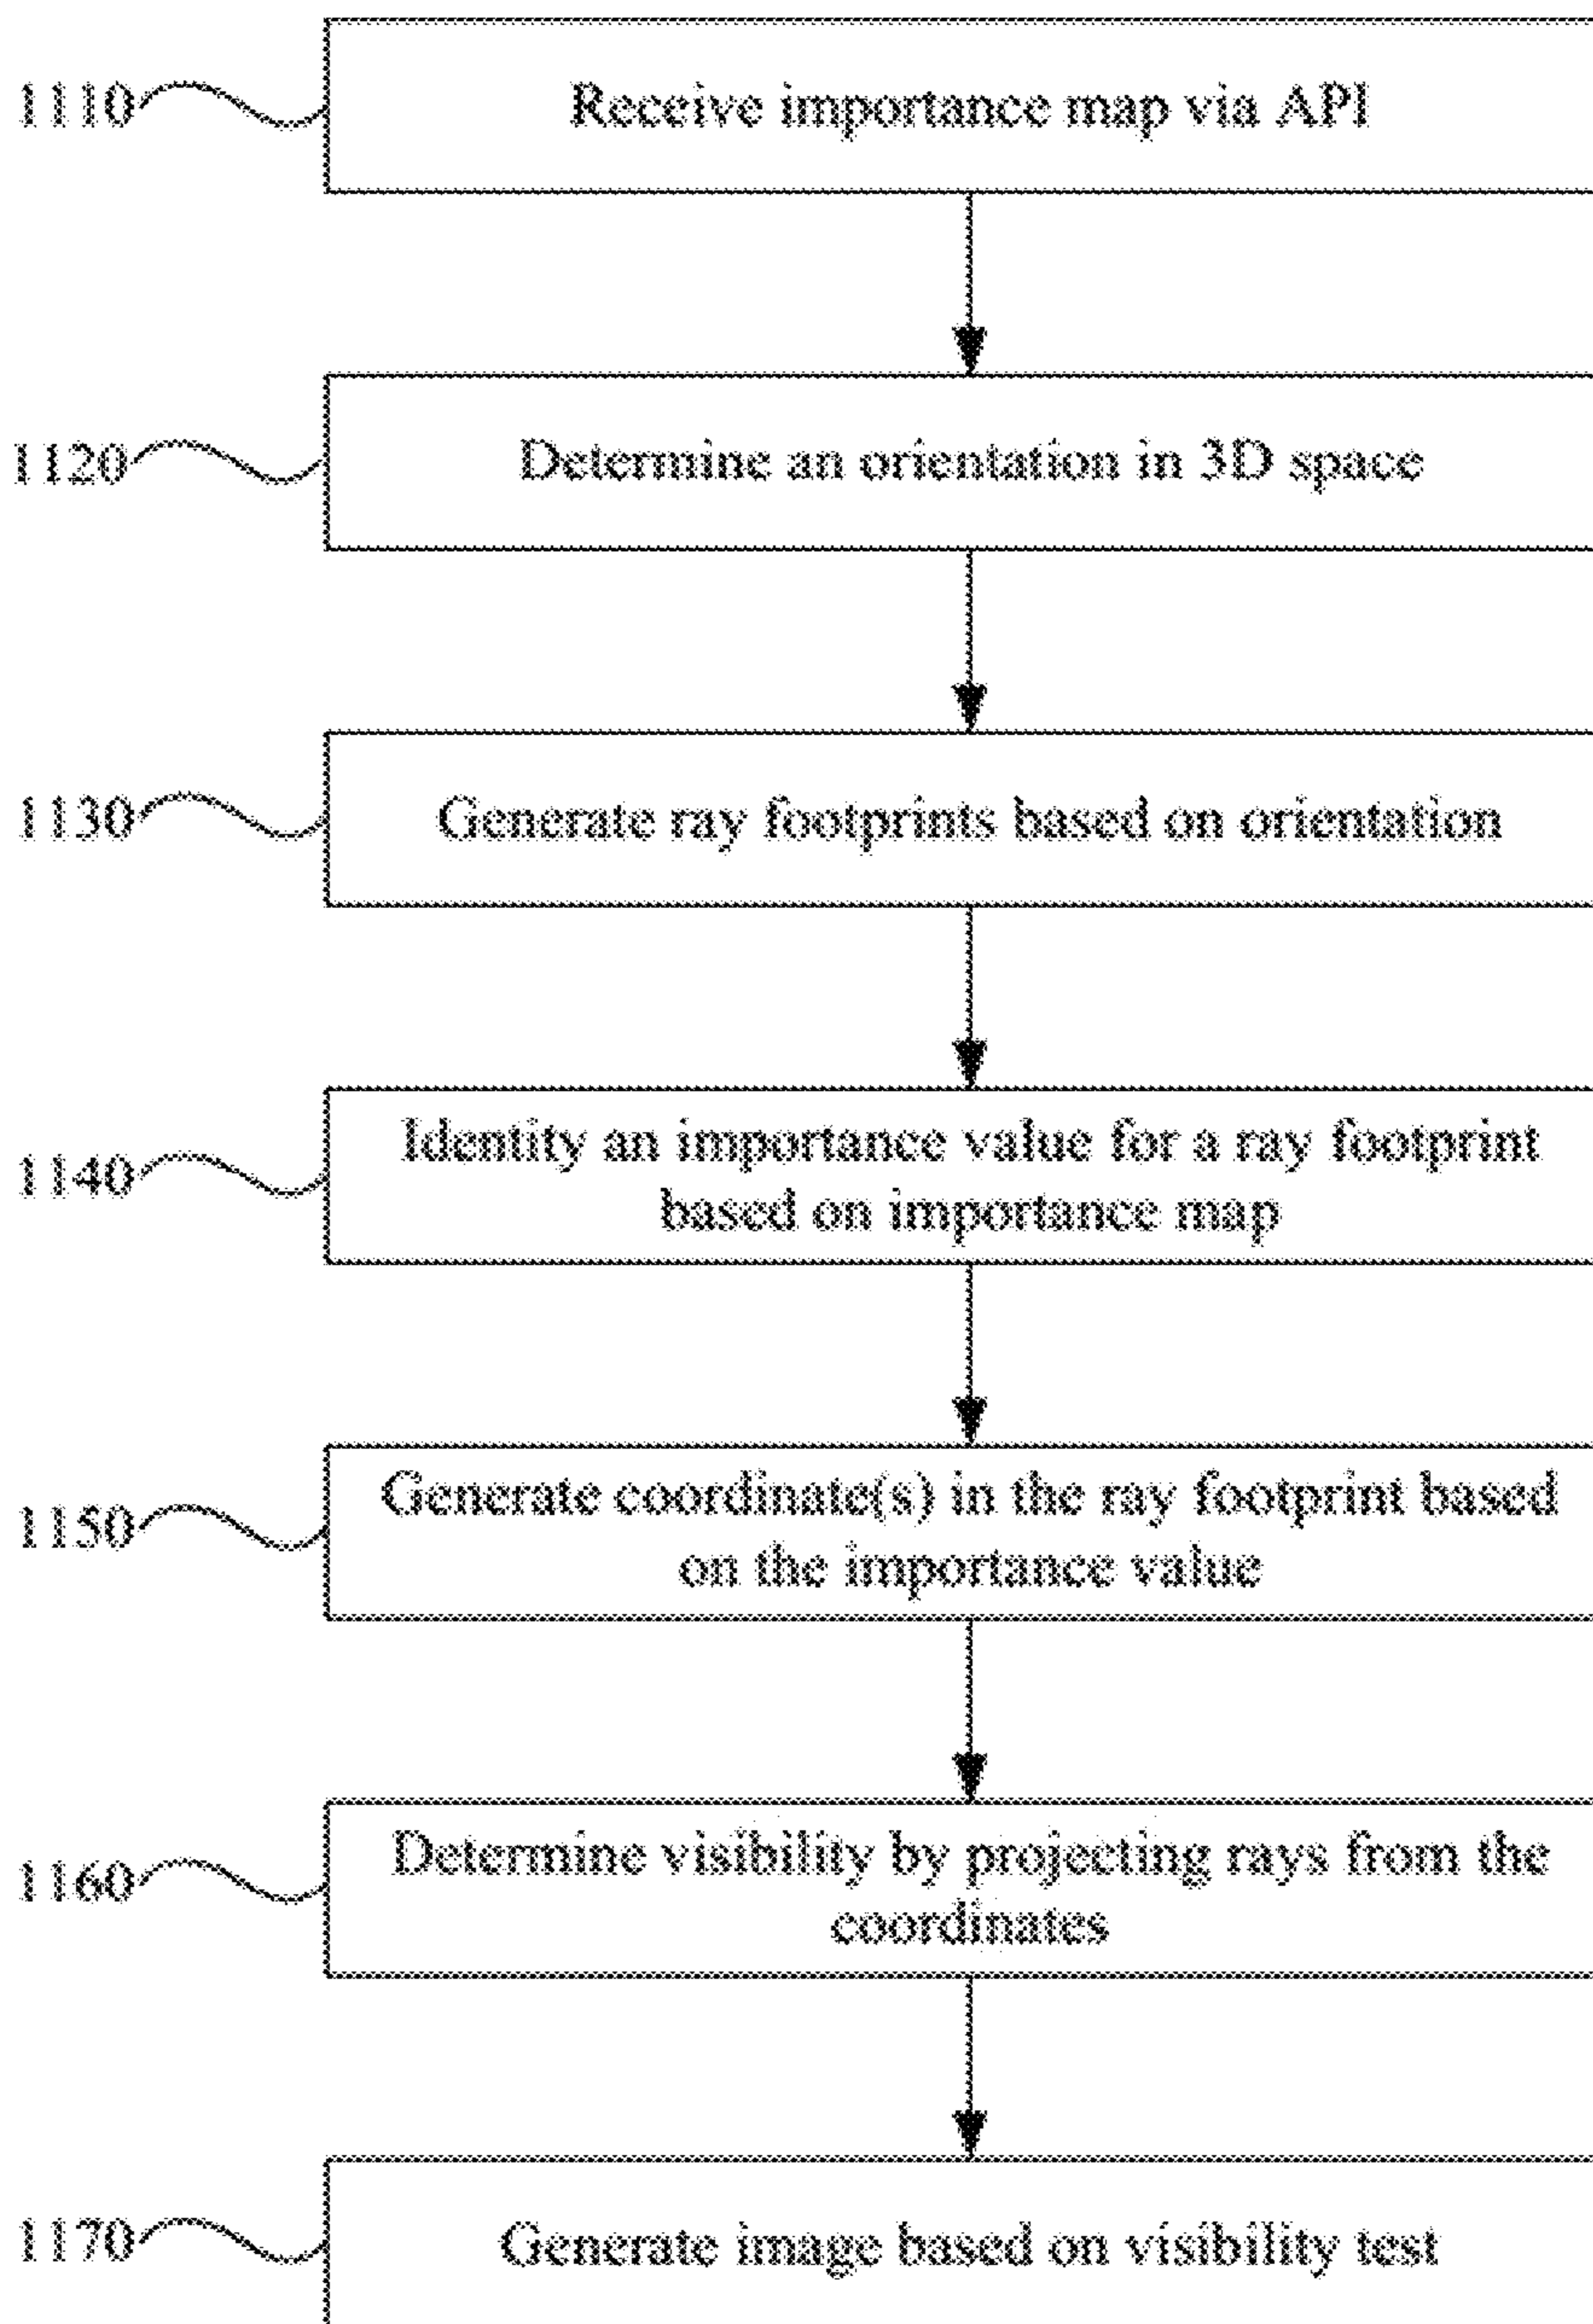 1110
Receive importance map via API
1120
Determine an orientation in 3D space
1130
Generate ray footprints based on orientation
1140
Identity an importance value for a ray footprint
based on importance map
1150
Generate coordinate(s) in the ray footprint based
on the importance value
1160
Determine visibility by projecting rays from the
coordinates
1170
Generate image based on visibility test